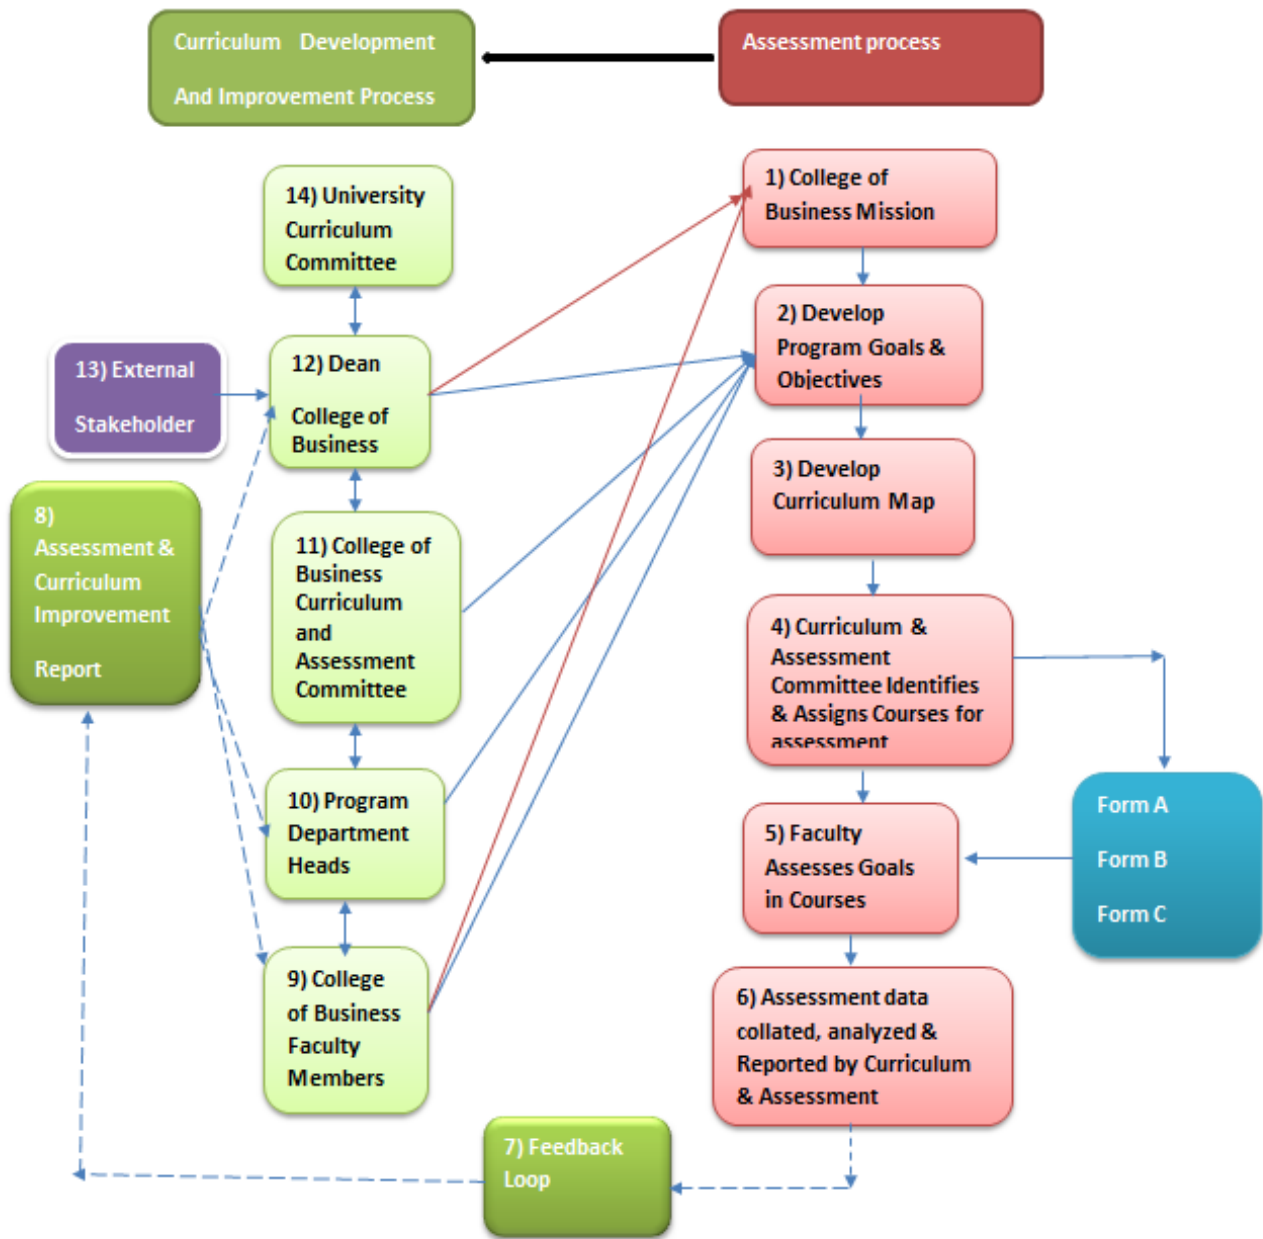 Curriculum Development
And Improvement Process
Assessment process
14) University
Curriculum
Committee
1) College of
Business Mission
13) External
Stakeholder
12) Dean
College of
Business
2) Develop
Program Goals &
Objectives
8)
Assessment &
Curriculum
Improvement
Report
11) College of
Business
Curriculum
and
Assessment
Committee
3) Develop
Curriculum Map
4) Curriculum &
Assessment
Committee Identifies
& Assigns Courses for
assessment
10) Program
Department
Heads
5) Faculty
Assesses Goals
in Courses
Form A
Form B
Form C
9) College
of Business
Faculty
Members
6) Assessment data
collated, analyzed &
Reported by Curriculum
& Assessment
7) Feedback
Loop